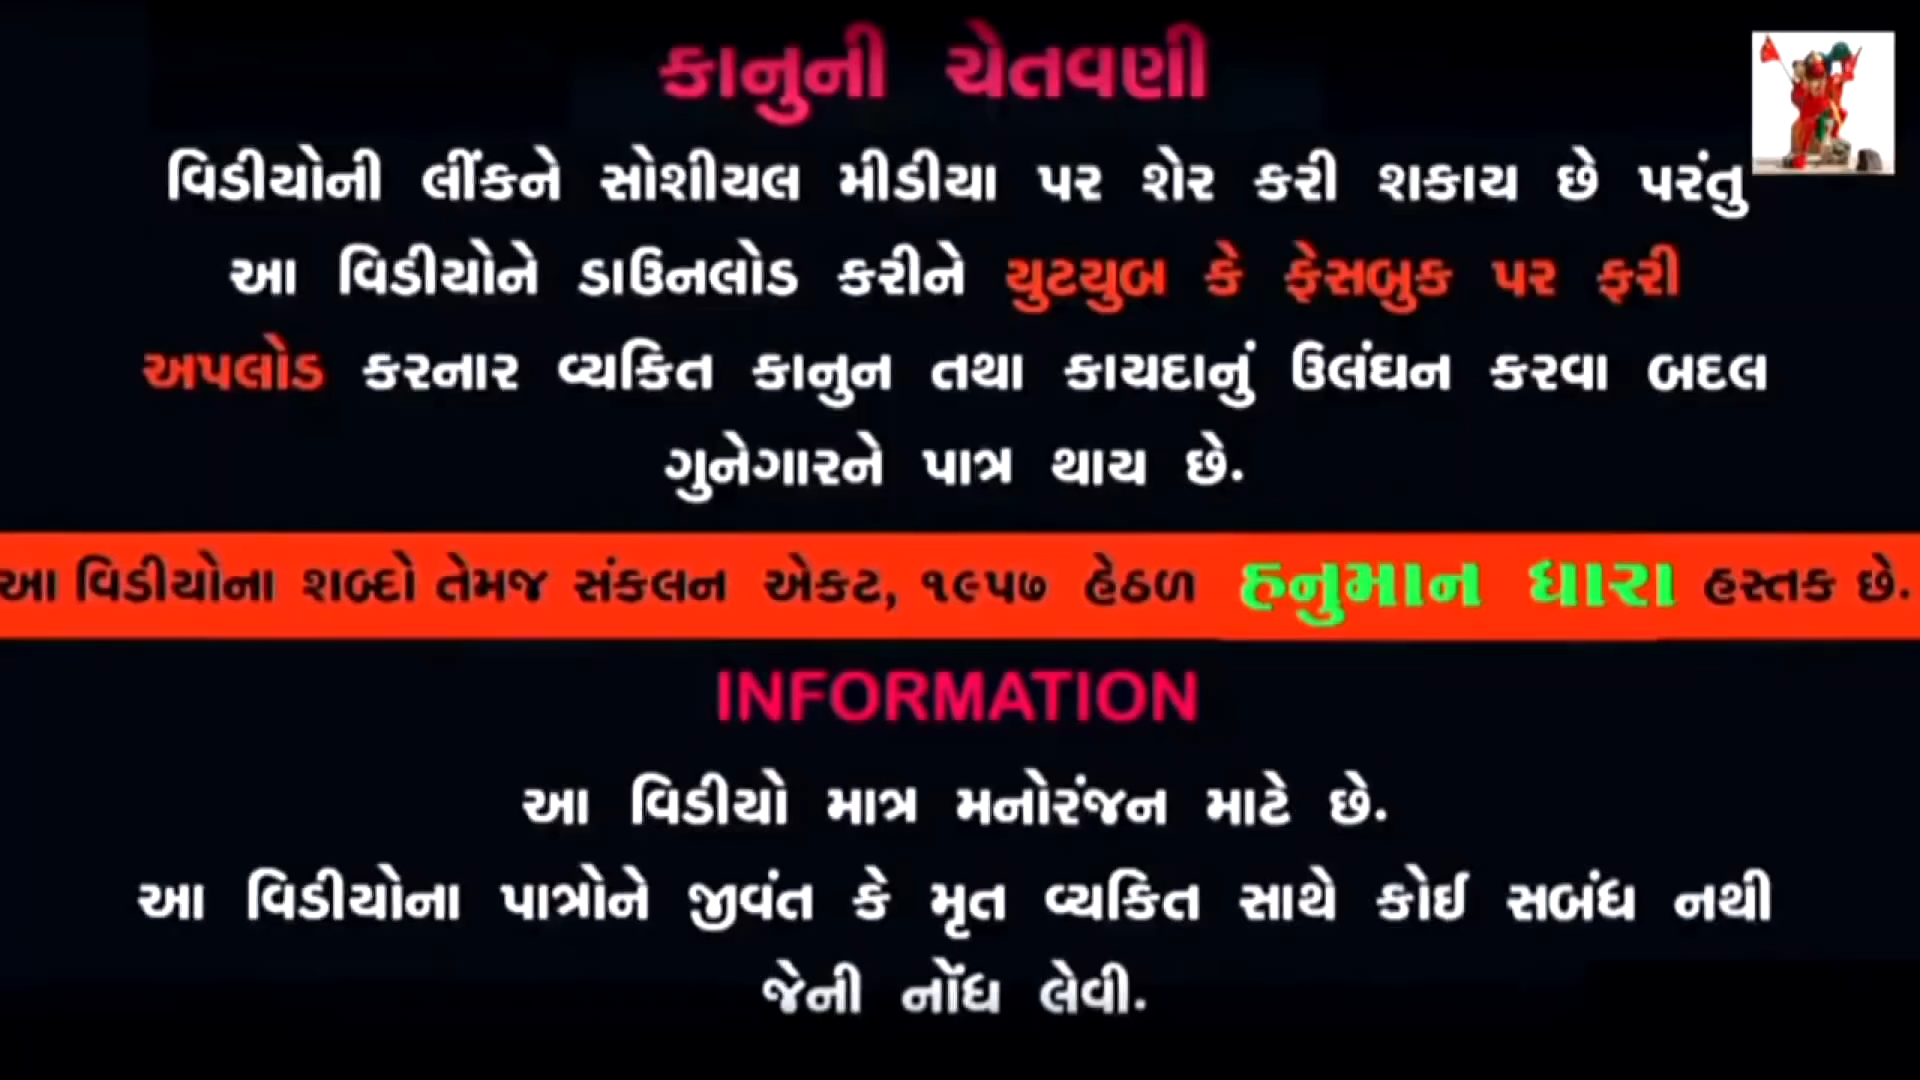 કાનુની ચેતવણી
વિડીયોની લીંકને સોશીયલ મીડીયા પર શેર કરી શકાય છે પરંતુ
આ વિડીયોને ડાઉનલોડ કરીને યુટયુબ કે ફેસબુક પર ફરી
અપલોડ કરનાર વ્યકિત કાનુન તથા કાયદાનું ઉલંઘન કરવા બદલ
ગુનેગારને પાત્ર થાય છે.
આ વિડીયોના શબ્દો તેમજ સંકલન એકટ, ૧૯૫૭ હેઠળ હનુમાન ધારા હસ્તક છે.
INFORMATION
આ વિડીયો માત્ર મનોરંજન માટે છે.
આ વિડીયોના પાત્રોને જીવંત કે મૃત વ્યકિત સાથે કોઈ સબંધ નથી
જેની નોંધ લેવી.